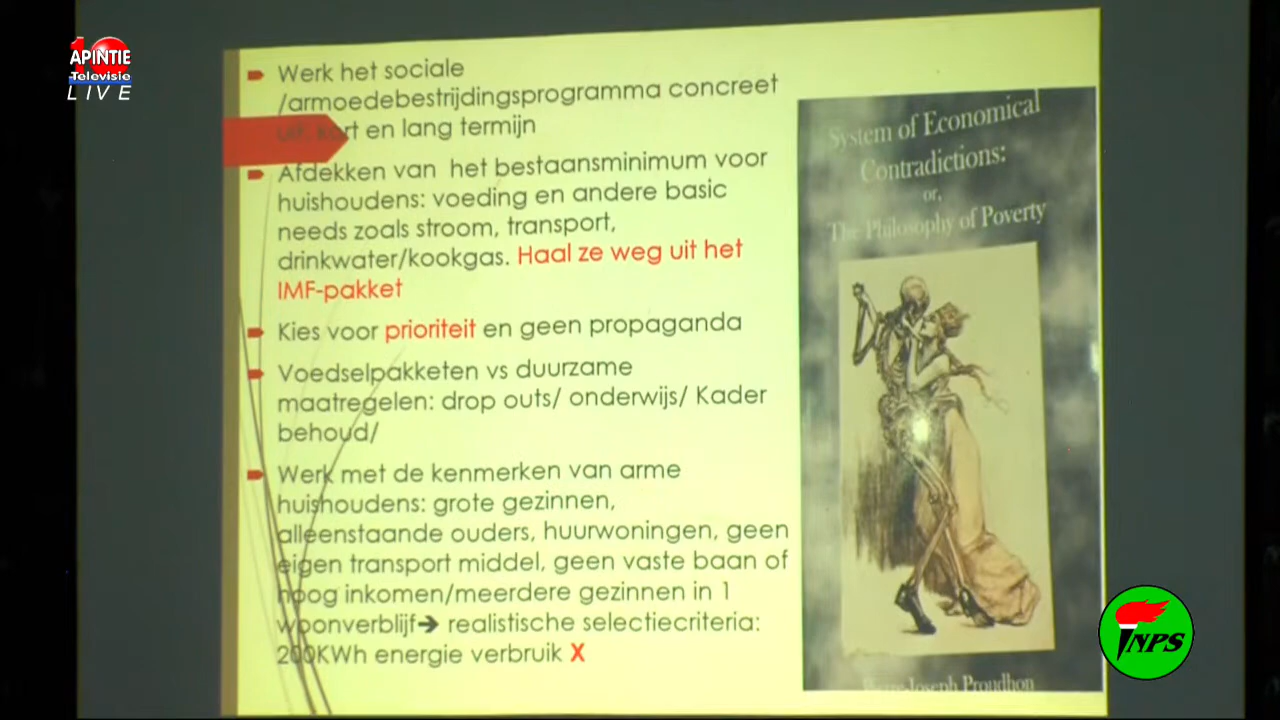 10
APINTIE
Televisie
LIVE
Werk het sociale
/armoedebestrijdingsprogramma concreet
uit, kort en lang termijn
Afdekken van het bestaansminimum voor
huishoudens: voeding en andere basic
needs zoals stroom, transport,
drinkwater/kookgas. Haal ze weg uit het
IMF-pakket
Kies voor prioriteit en geen propaganda
Voedselpakketen vs duurzame
maatregelen: drop outs/ onderwijs/ Kader
behoud/
Werk met de kenmerken van arme
huishoudens: grote gezinnen,
alleenstaande ouders, huurwoningen, geen
eigen transport middel, geen vaste baan of
hoog inkomen/meerdere gezinnen in 1
woonverblijf➔ realistische selectiecriteria:
200KWh energie verbruik X
System of Economical
Contradictions:
or,
The Philosophy of Poverty
Pierre-Joseph Proudhon
NPS